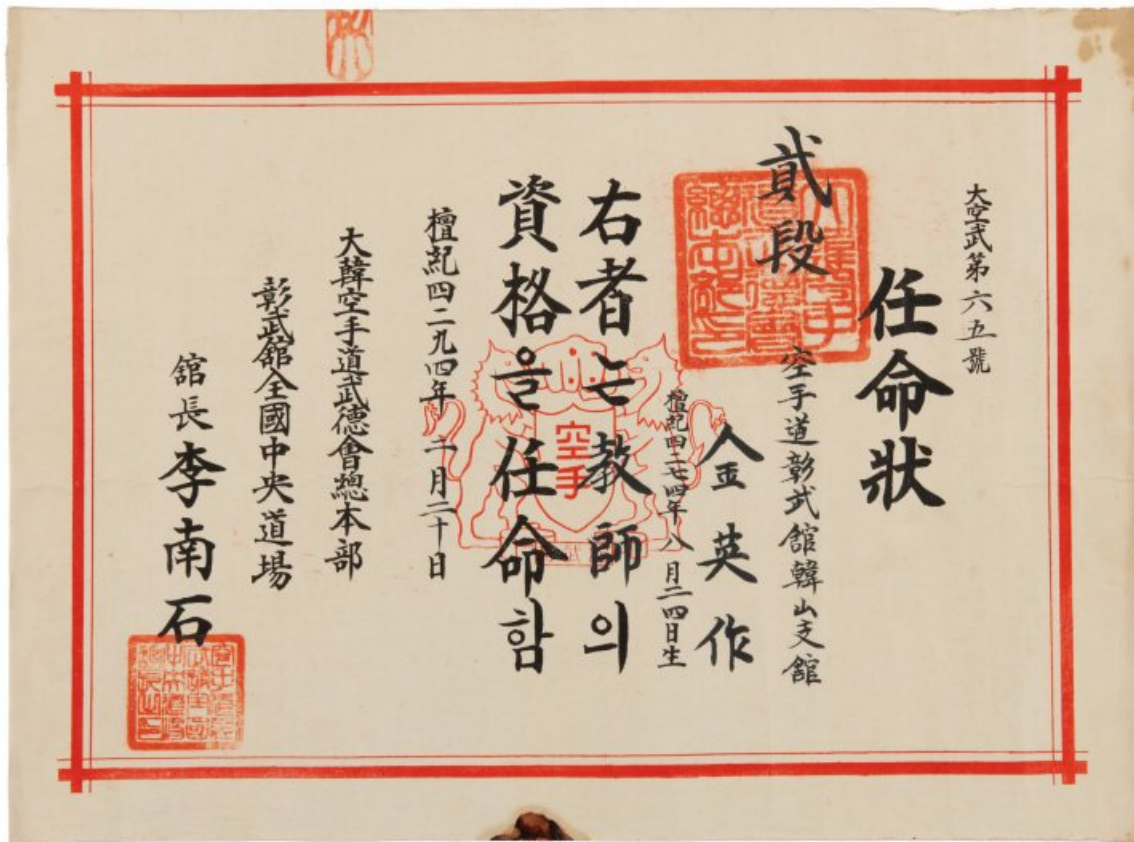 大空武第六五號
任命狀
空手道彰武館韓山支館
貳段
金英作
檀紀四二七四年八月二四日生
右者는敎師의
資格을任命함
檀紀四二九四年二月二十日
大韓空手道武德會總本部
彰武館全國中央道場
館長李南石
空手